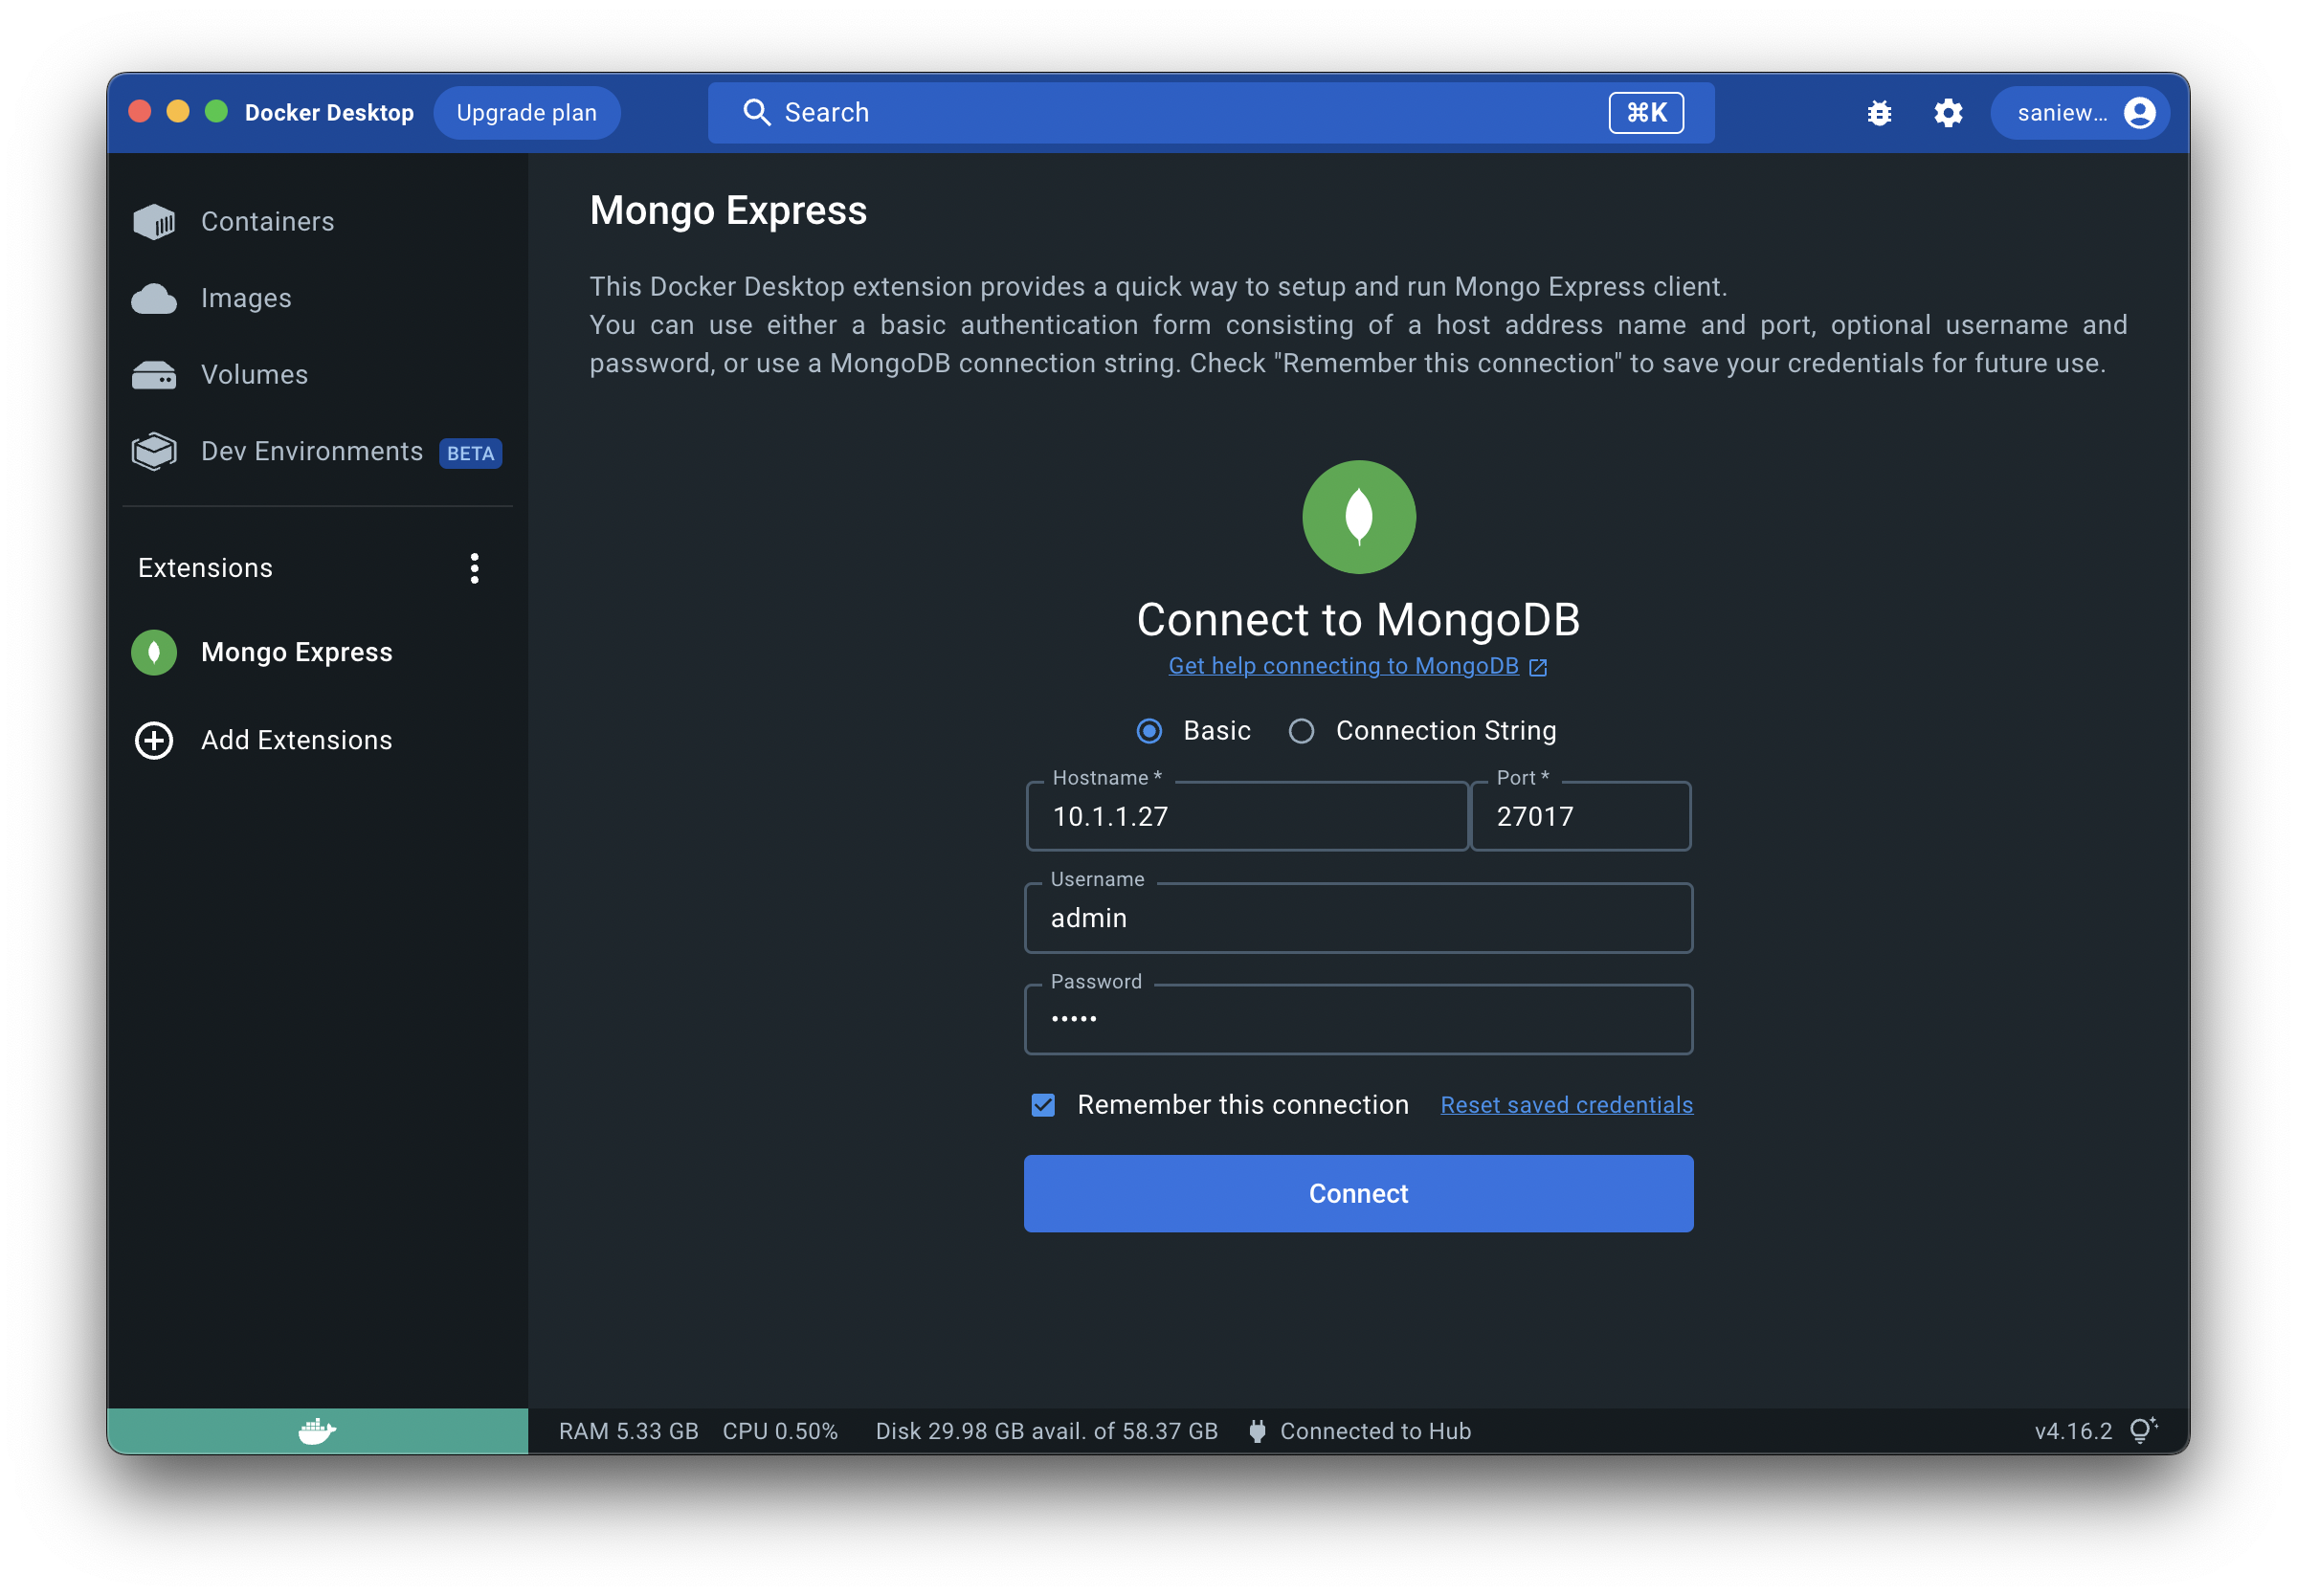 Docker Desktop
Upgrade plan
Search
⌘K
saniew...
Containers
Images
Volumes
Dev Environments BETA
Extensions
Mongo Express
Add Extensions
Mongo Express
This Docker Desktop extension provides a quick way to setup and run Mongo Express client.
You can use either a basic authentication form consisting of a host address name and port, optional username and
password, or use a MongoDB connection string. Check "Remember this connection" to save your credentials for future use.
Connect to MongoDB
Get help connecting to MongoDB
Basic
Connection String
Hostname *
10.1.1.27
Port *
27017
Username
admin
Password
•••••
Remember this connection
Reset saved credentials
Connect
RAM 5.33 GB
CPU 0.50%
Disk 29.98 GB avail. of 58.37 GB
Connected to Hub
v4.16.2